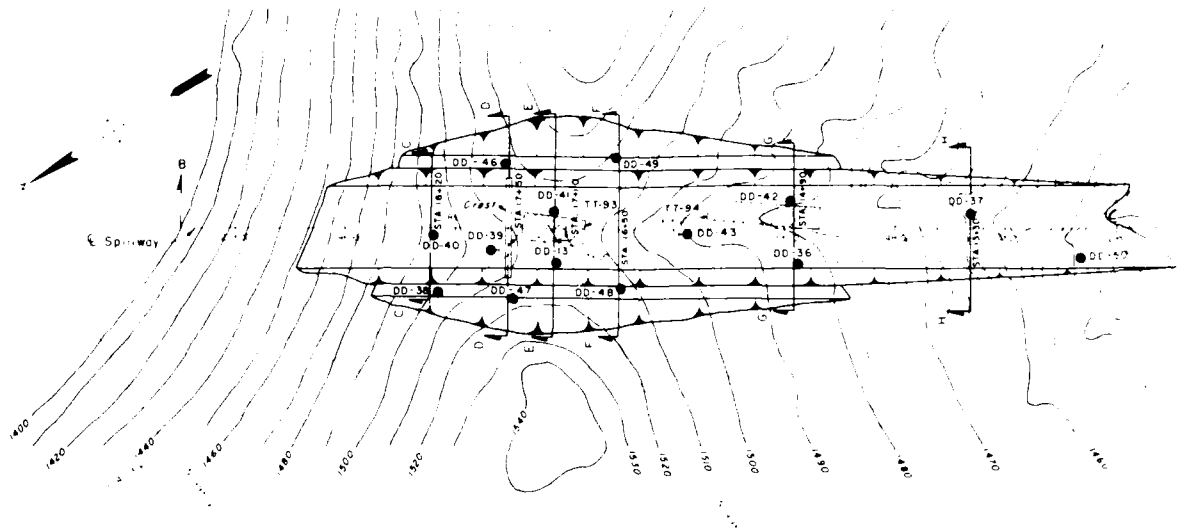 D
E
F
G
G
H
B
DD-46
DD-49
STA 18+20
STA 17+50
DD-41
STA 17+10
TT-93
TT-94
DD-42
STA 14+90
DD-37
Crest
℄ Spillway
DD-40
DD-39
DD-13
STA 16+50
DD-43
DD-36
DD-50
DD-38
DD-47
DD-48
C
D
E
F
G
H
1400
1420
1440
1460
1480
1500
1520
1540
1530
1520
1510
1500
1490
1480
1470
1460